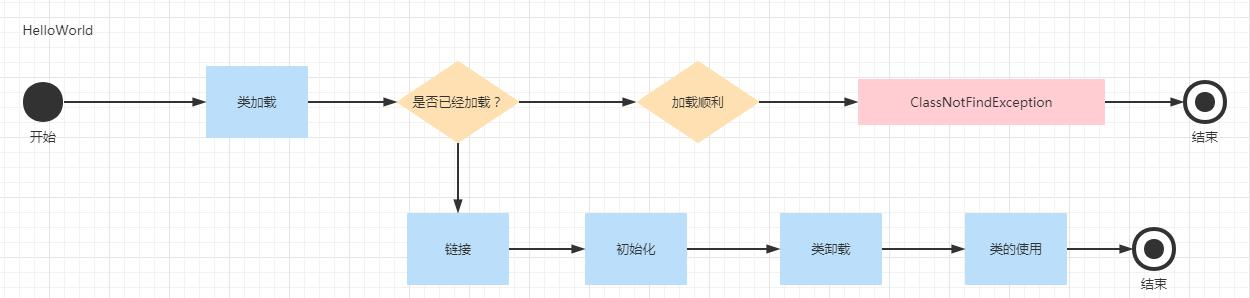 HelloWorld
开始
类加载
是否已经加载？
加载顺利
ClassNotFindException
结束
链接
初始化
类卸载
类的使用
结束